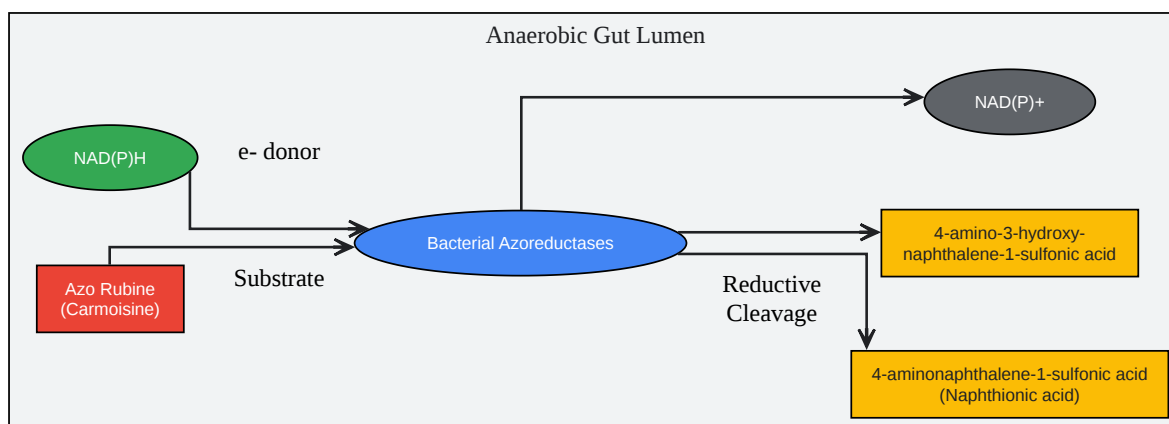 Anaerobic Gut Lumen
NAD(P)+
NAD(P)H
e- donor
Bacterial Azoreductases
4-amino-3-hydroxy-
naphthalene-1-sulfonic acid
Azo Rubine
(Carmoisine)
Substrate
Reductive
Cleavage
4-aminonaphthalene-1-sulfonic acid
(Naphthionic acid)